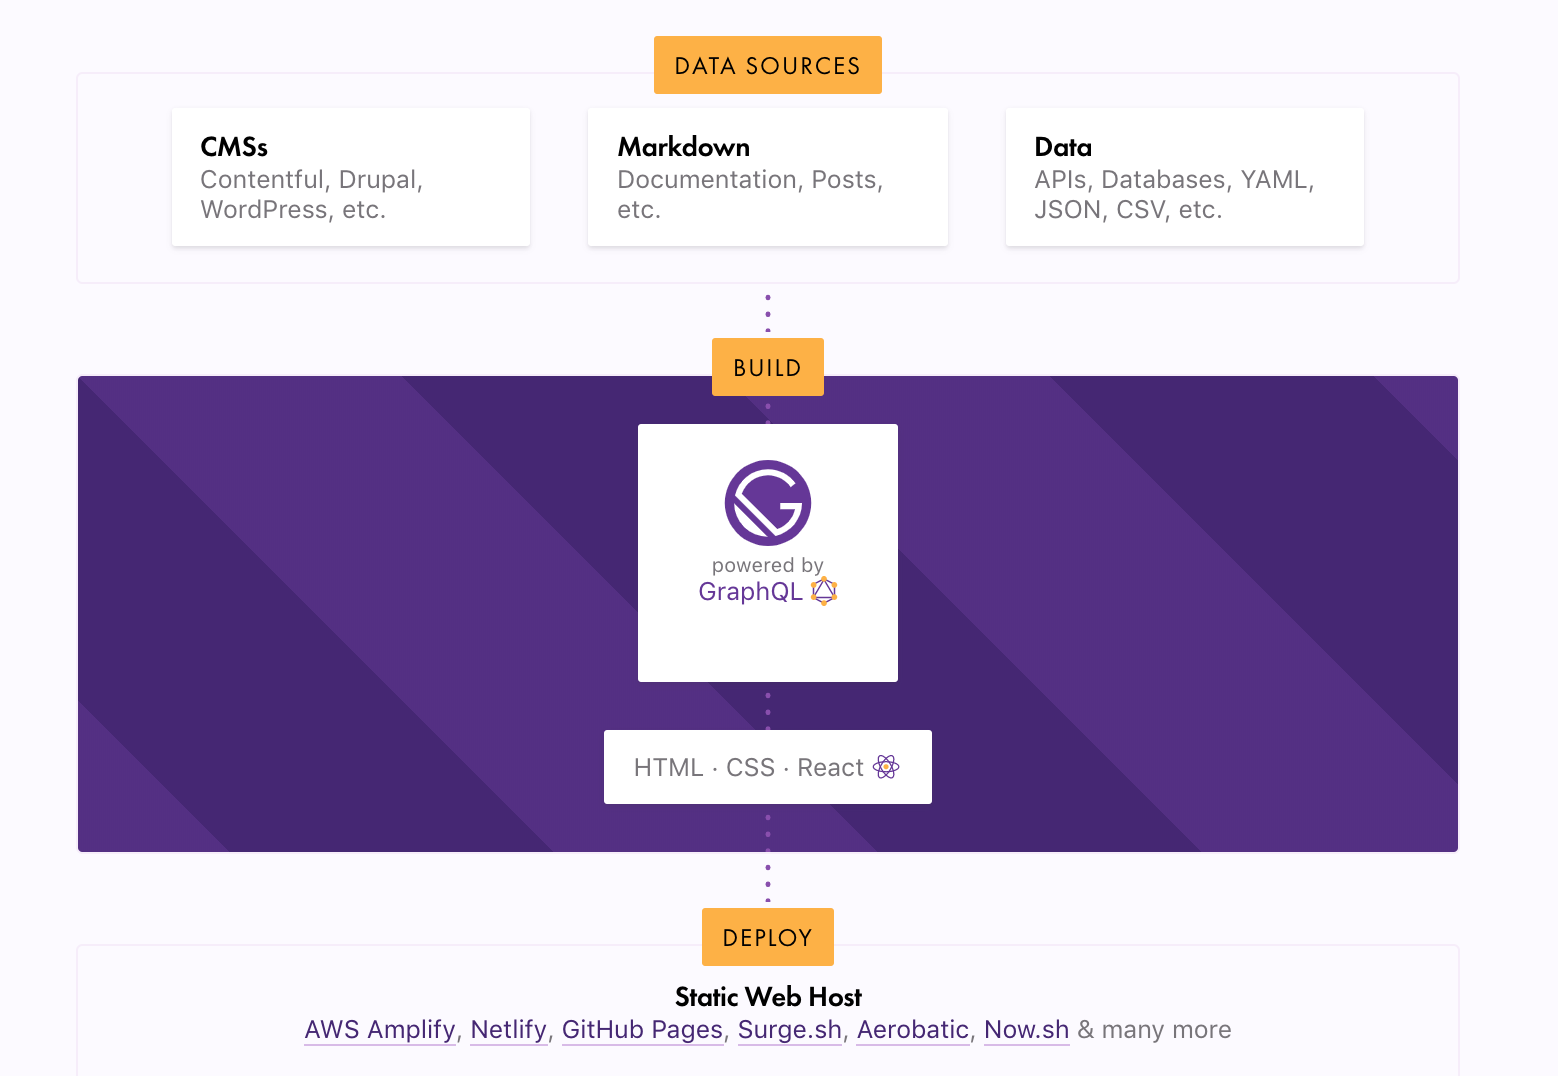 DATA SOURCES
CMSs
Contentful, Drupal,
WordPress, etc.
Markdown
Documentation, Posts,
etc.
Data
APIs, Databases, YAML,
JSON, CSV, etc.
BUILD
powered by
GraphQL
HTML · CSS · React
DEPLOY
Static Web Host
AWS Amplify, Netlify, GitHub Pages, Surge.sh, Aerobatic, Now.sh & many more